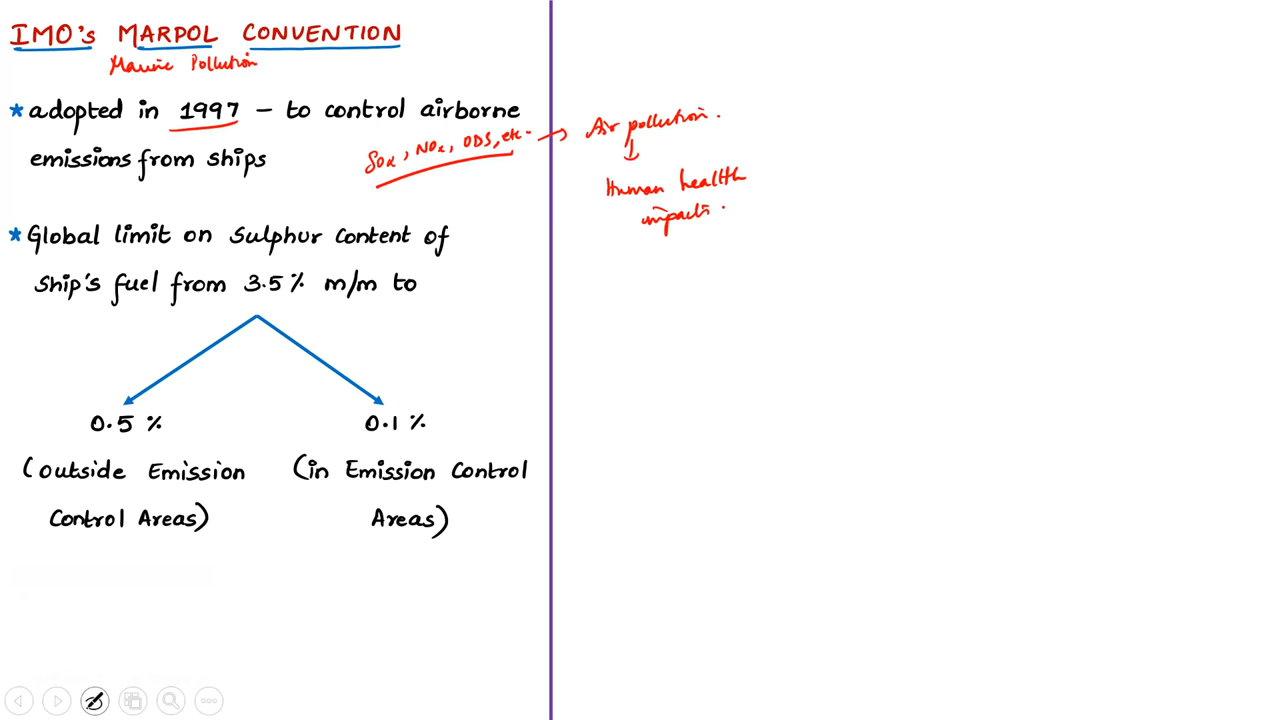 IMO's MARPOL CONVENTION
Marine Pollution
* adopted in 1997 – to control airborne
emissions from ships
SOx, NOx, ODS, etc. → Air pollution.
↓
Human health
impacts.
* Global limit on Sulphur Content of
Ship's fuel from 3.5% m/m to
0.5 %
(outside Emission
Control Areas)
0.1 %
(in Emission Control
Areas)